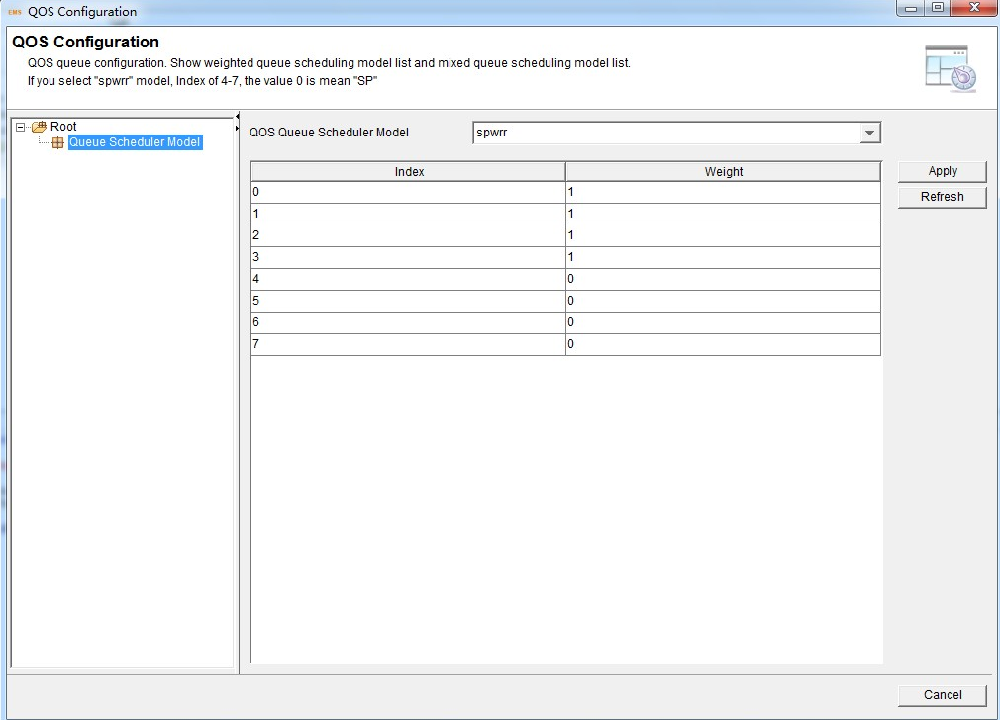 EMS QOS Configuration
QOS Configuration
QOS queue configuration. Show weighted queue scheduling model list and mixed queue scheduling model list.
If you select "spwrr" model, Index of 4-7, the value 0 is mean "SP"
Root
Queue Scheduler Model
QOS Queue Scheduler Model spwrr
Index Weight
0 1
1 1
2 1
3 1
4 0
5 0
6 0
7 0
Apply
Refresh
Cancel